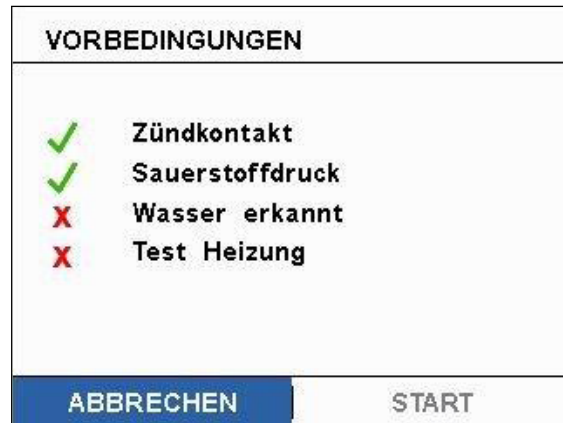 VORBEDINGUNGEN
✓ Zündkontakt
✓ Sauerstoffdruck
X Wasser erkannt
X Test Heizung
ABBRECHEN START